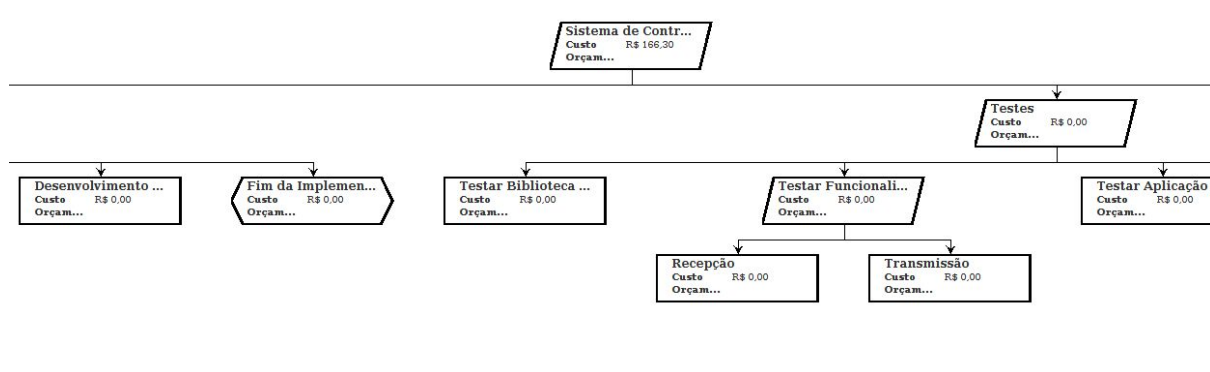 Sistema de Contr...
Custo R$ 166,30
Orçam...
Testes
Custo R$ 0,00
Orçam...
Desenvolvimento ...
Custo R$ 0,00
Orçam...
Fim da Implemen...
Custo R$ 0,00
Orçam...
Testar Biblioteca ...
Custo R$ 0,00
Orçam...
Testar Funcionali...
Custo R$ 0,00
Orçam...
Testar Aplicação
Custo R$ 0,00
Orçam...
Recepção
Custo R$ 0,00
Orçam...
Transmissão
Custo R$ 0,00
Orçam...